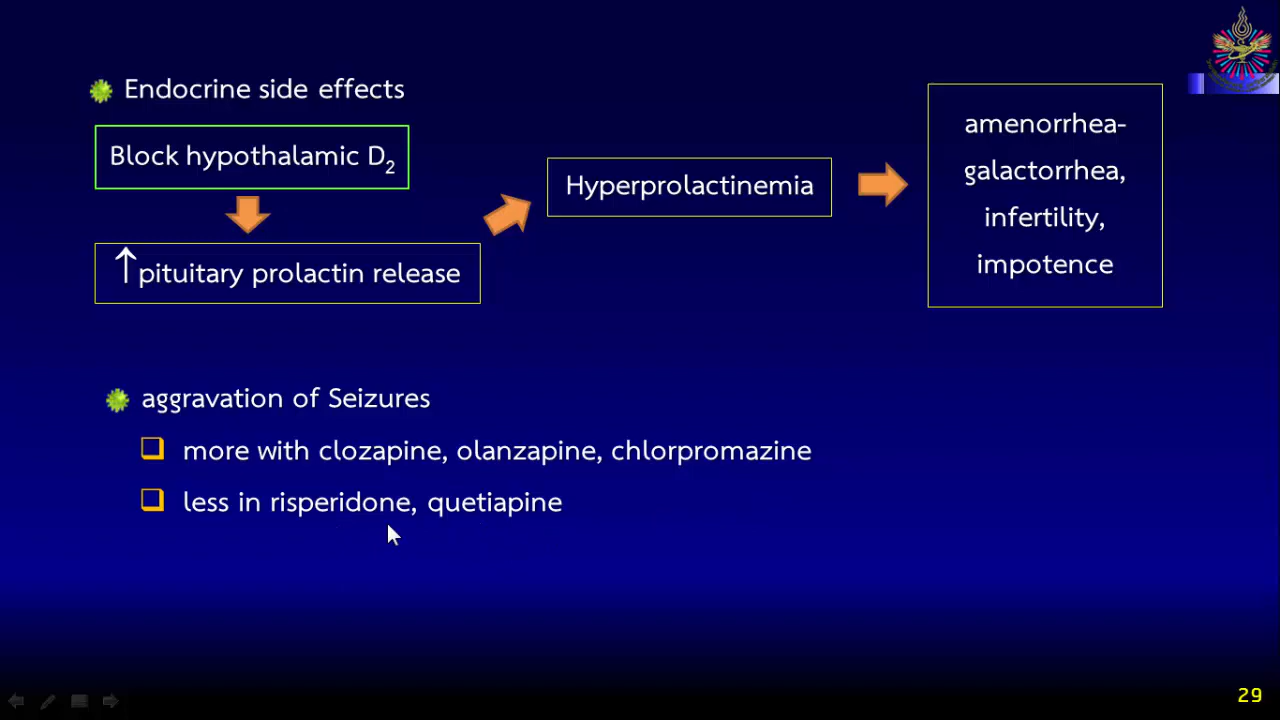 Endocrine side effects
Block hypothalamic D₂
↑pituitary prolactin release
Hyperprolactinemia
amenorrhea-
galactorrhea,
infertility,
impotence
aggravation of Seizures
more with clozapine, olanzapine, chlorpromazine
less in risperidone, quetiapine
29